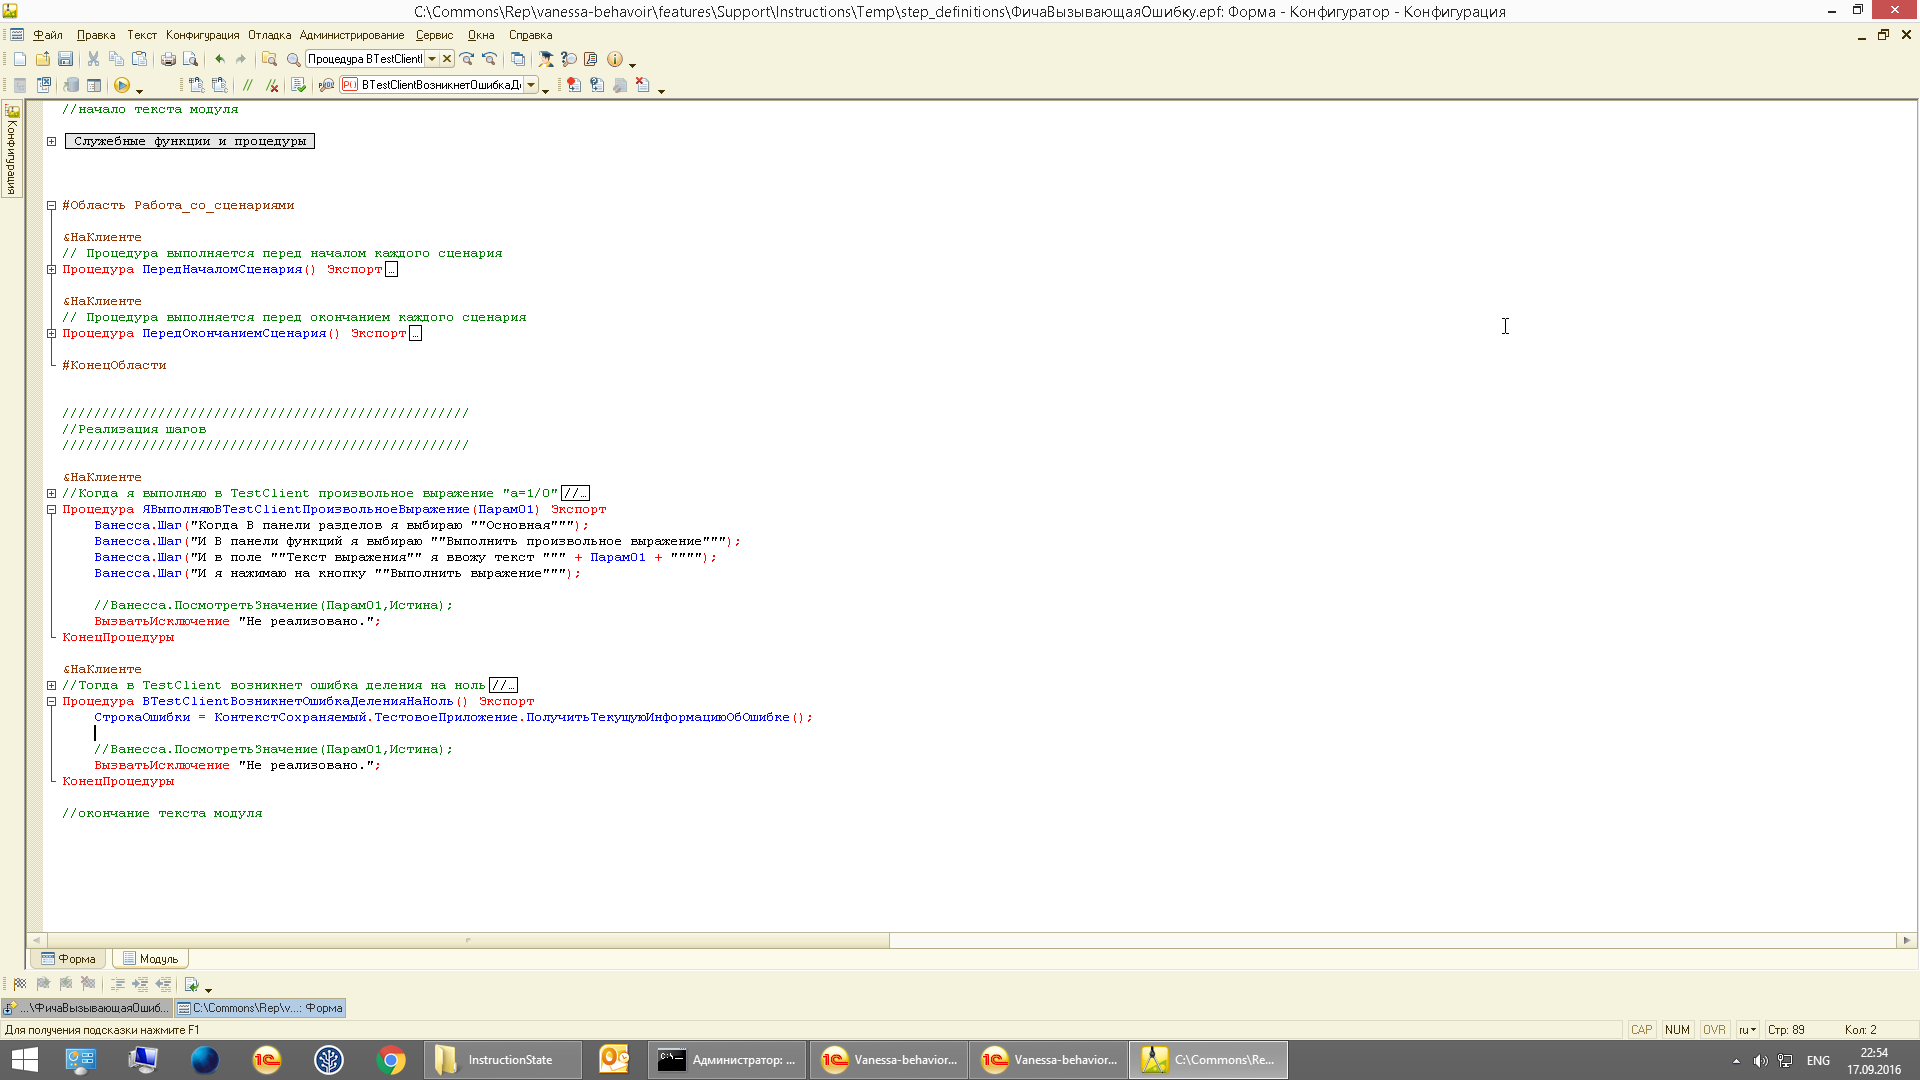 C:\Commons\Rep\vanessa-behavoir\features\Support\Instructions\Temp\step_definitions\ФичаВызывающаяОшибку.epf: Форма - Конфигуратор - Конфигурация
Файл Правка Текст Конфигурация Отладка Администрирование Сервис Окна Справка
Процедура BTestClientI
ВTestClientВозникнетОшибкаД
Конфигурация
//начало текста модуля
Служебные функции и процедуры
#Область Работа_со_сценариями
&НаКлиенте
// Процедура выполняется перед началом каждого сценария
Процедура ПередНачаломСценария() Экспорт…
&НаКлиенте
// Процедура выполняется перед окончанием каждого сценария
Процедура ПередОкончаниемСценария() Экспорт…
#КонецОбласти
///////////////////////////////////////////////////
//Реализация шагов
///////////////////////////////////////////////////
&НаКлиенте
//Когда я выполняю в TestClient произвольное выражение "а=1/0"//…
Процедура ЯВыполняюВTestClientПроизвольноеВыражение(Парам01) Экспорт
Ванесса.Шаг("Когда В панели разделов я выбираю ""Основная""");
Ванесса.Шаг("И В панели функций я выбираю ""Выполнить произвольное выражение""");
Ванесса.Шаг("И в поле ""Текст выражения"" я ввожу текст """ + Парам01 + """");
Ванесса.Шаг("И я нажимаю на кнопку ""Выполнить выражение""");
//Ванесса.ПосмотретьЗначение(Парам01,Истина);
ВызватьИсключение "Не реализовано.";
КонецПроцедуры
&НаКлиенте
//Тогда в TestClient возникнет ошибка деления на ноль//…
Процедура ВTestClientВозникнетОшибкаДеленияНаНоль() Экспорт
СтрокаОшибки = КонтекстСохраняемый.ТестовоеПриложение.ПолучитьТекущуюИнформациюОбОшибке();
//Ванесса.ПосмотретьЗначение(Парам01,Истина);
ВызватьИсключение "Не реализовано.";
КонецПроцедуры
//окончание текста модуля
Форма Модуль
...\ФичаВызывающаяОшиб... C:\Commons\Rep\v...: Форма
Для получения подсказки нажмите F1 CAP NUM OVR ru Стр: 89 Кол: 2
InstructionState Администратор: ... Vanessa-behavior... Vanessa-behavior... C:\Commons\Re... ENG 22:54
17.09.2016